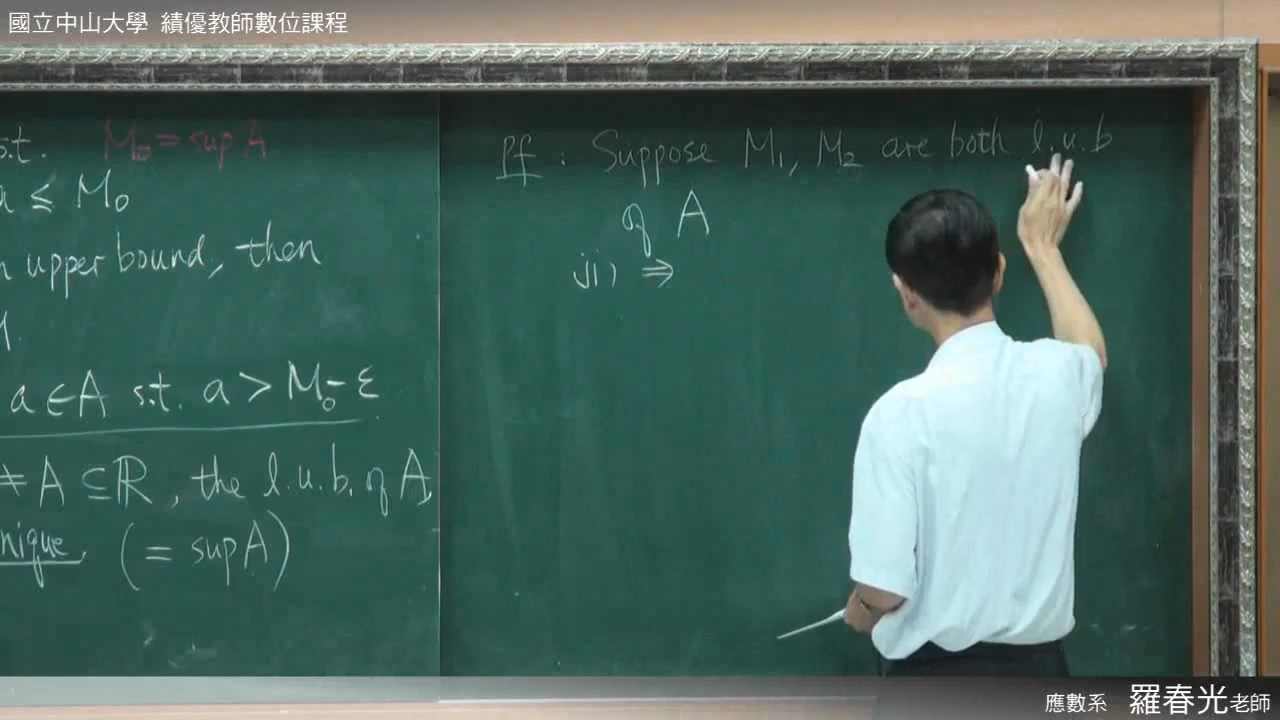 國立中山大學 績優教師數位課程
s.t. M₀ = sup A
a ≤ M₀
upper bound, then
a ∈ A s.t. a > M₀-ε
≠ A ⊆ ℝ, the l.u.b. of A,
nique (= sup A)
Pf : Suppose M₁, M₂ are both l.u.b
of A
ii) ⇒
應數系 羅春光老師